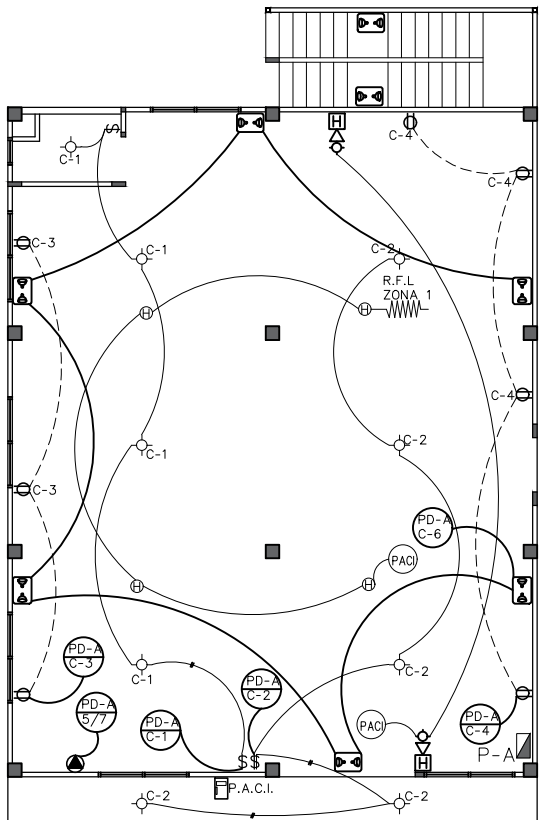 H
C-4
S
C-1
C-4
C-3
C-1
C-2
R.F.L
ZONA 1
H
H
C-4
C-1
C-2
C-3
PD-A
C-6
PACI
H
H
PD-A
C-3
C-1
PD-A
C-2
C-2
PD-A
5/7
PD-A
C-1
PACI
PD-A
C-4
S S
P-A
H
P.A.C.I.
C-2
C-2